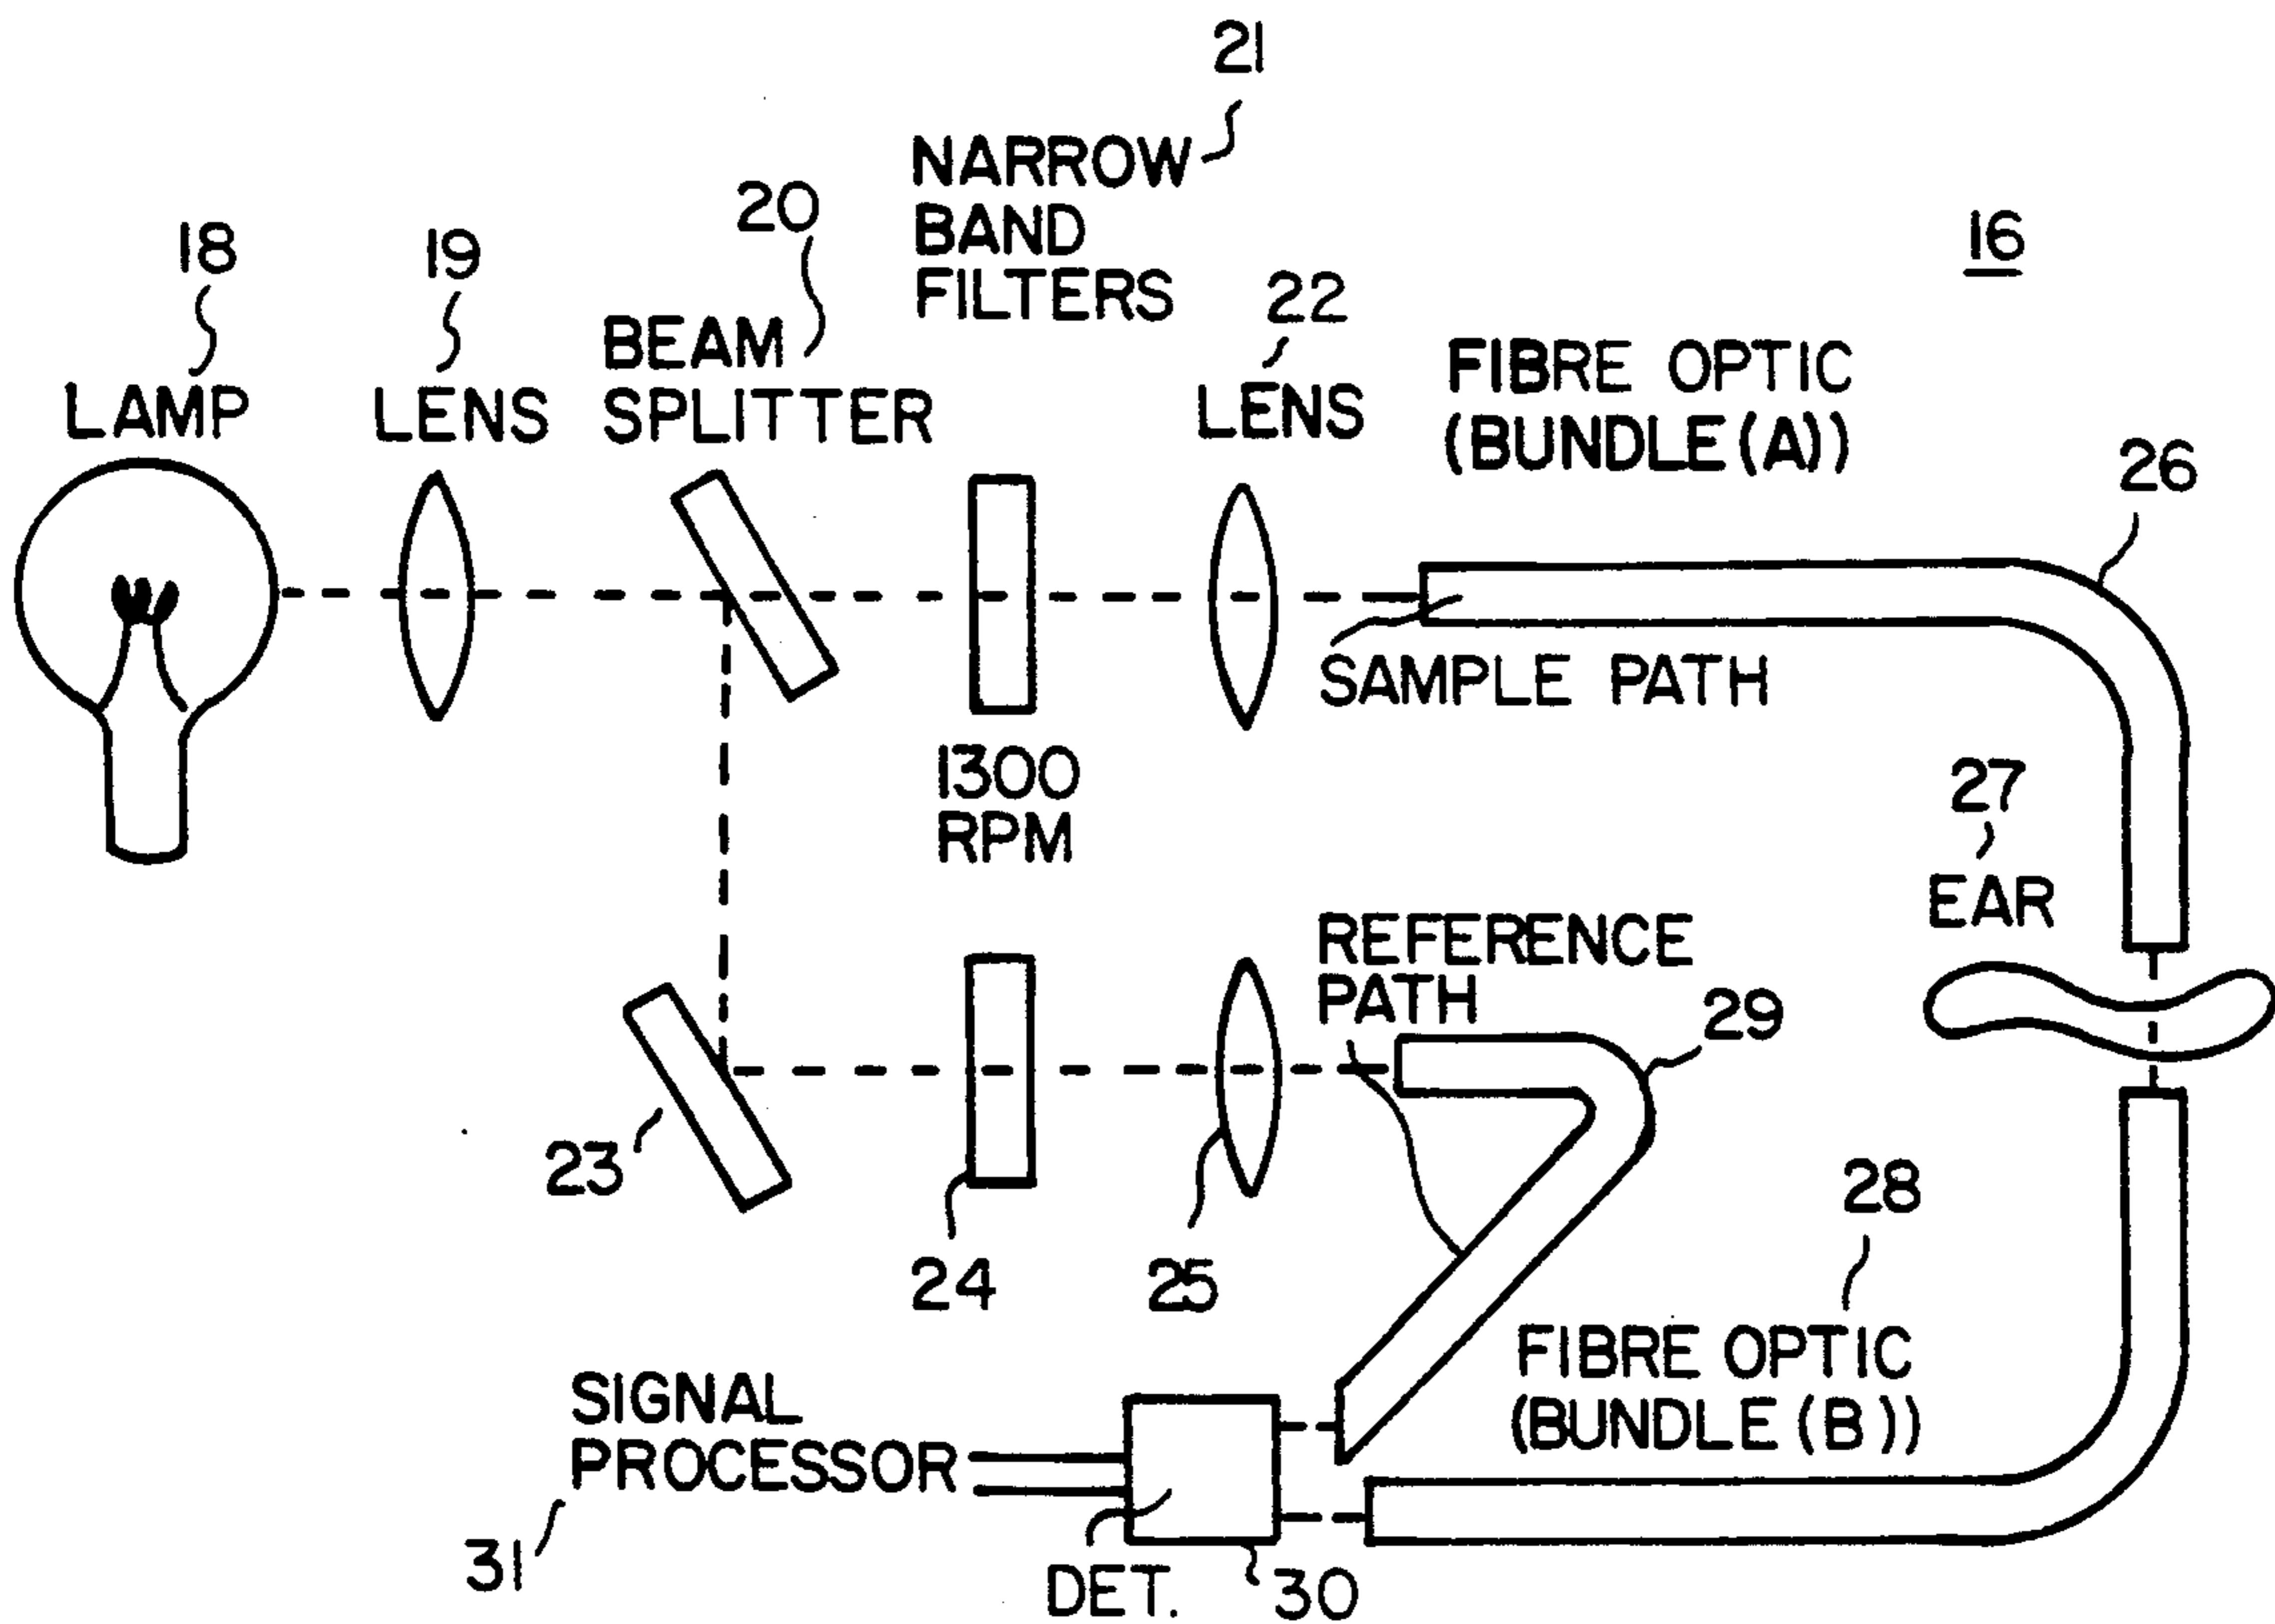 21
NARROW
BAND
FILTERS
20
18
19
16
22
BEAM
SPLITTER
LAMP
LENS
LENS
FIBRE OPTIC
(BUNDLE(A))
26
SAMPLE PATH
1300
RPM
27
EAR
REFERENCE
PATH
29
23
24
25
28
FIBRE OPTIC
(BUNDLE(B))
SIGNAL
PROCESSOR
31
DET.
30